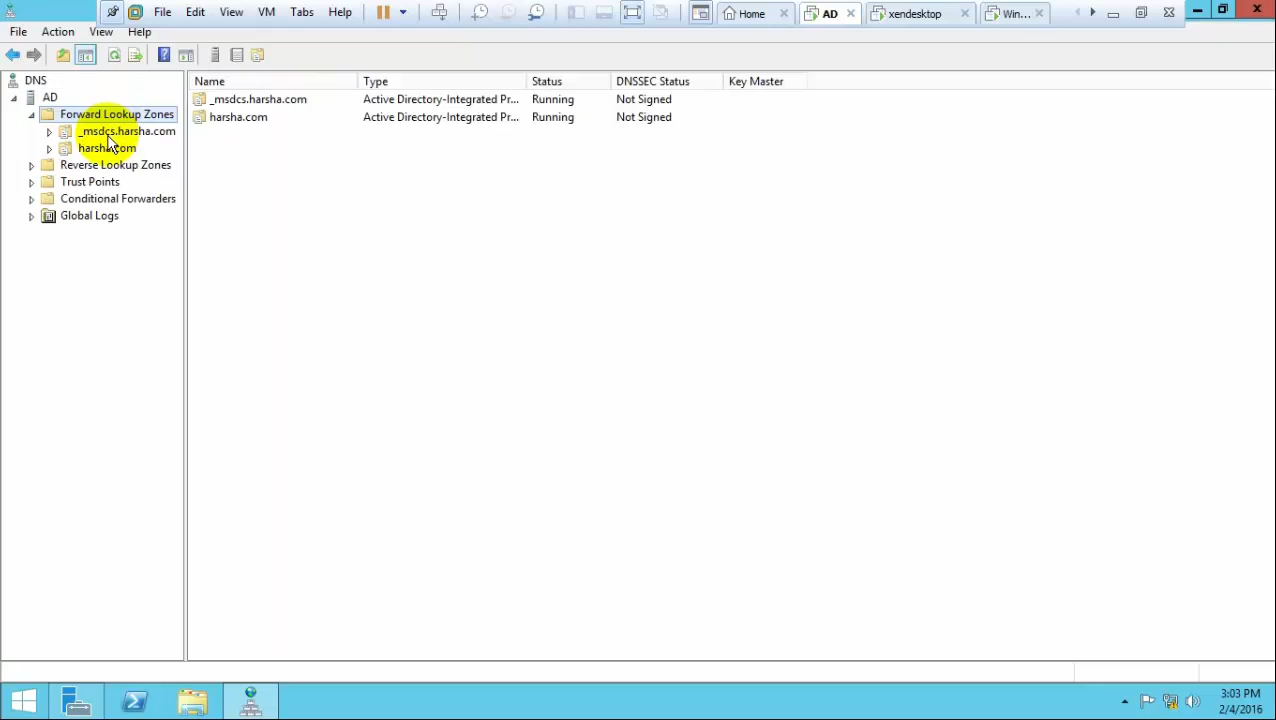 File Edit View VM Tabs Help Home AD xendesktop Win...
File Action View Help
DNS
AD
Forward Lookup Zones
_msdcs.harsha.com
harsha.com
Reverse Lookup Zones
Trust Points
Conditional Forwarders
Global Logs
Name Type Status DNSSEC Status Key Master
_msdcs.harsha.com Active Directory-Integrated Pr... Running Not Signed
harsha.com Active Directory-Integrated Pr... Running Not Signed
3:03 PM
2/4/2016